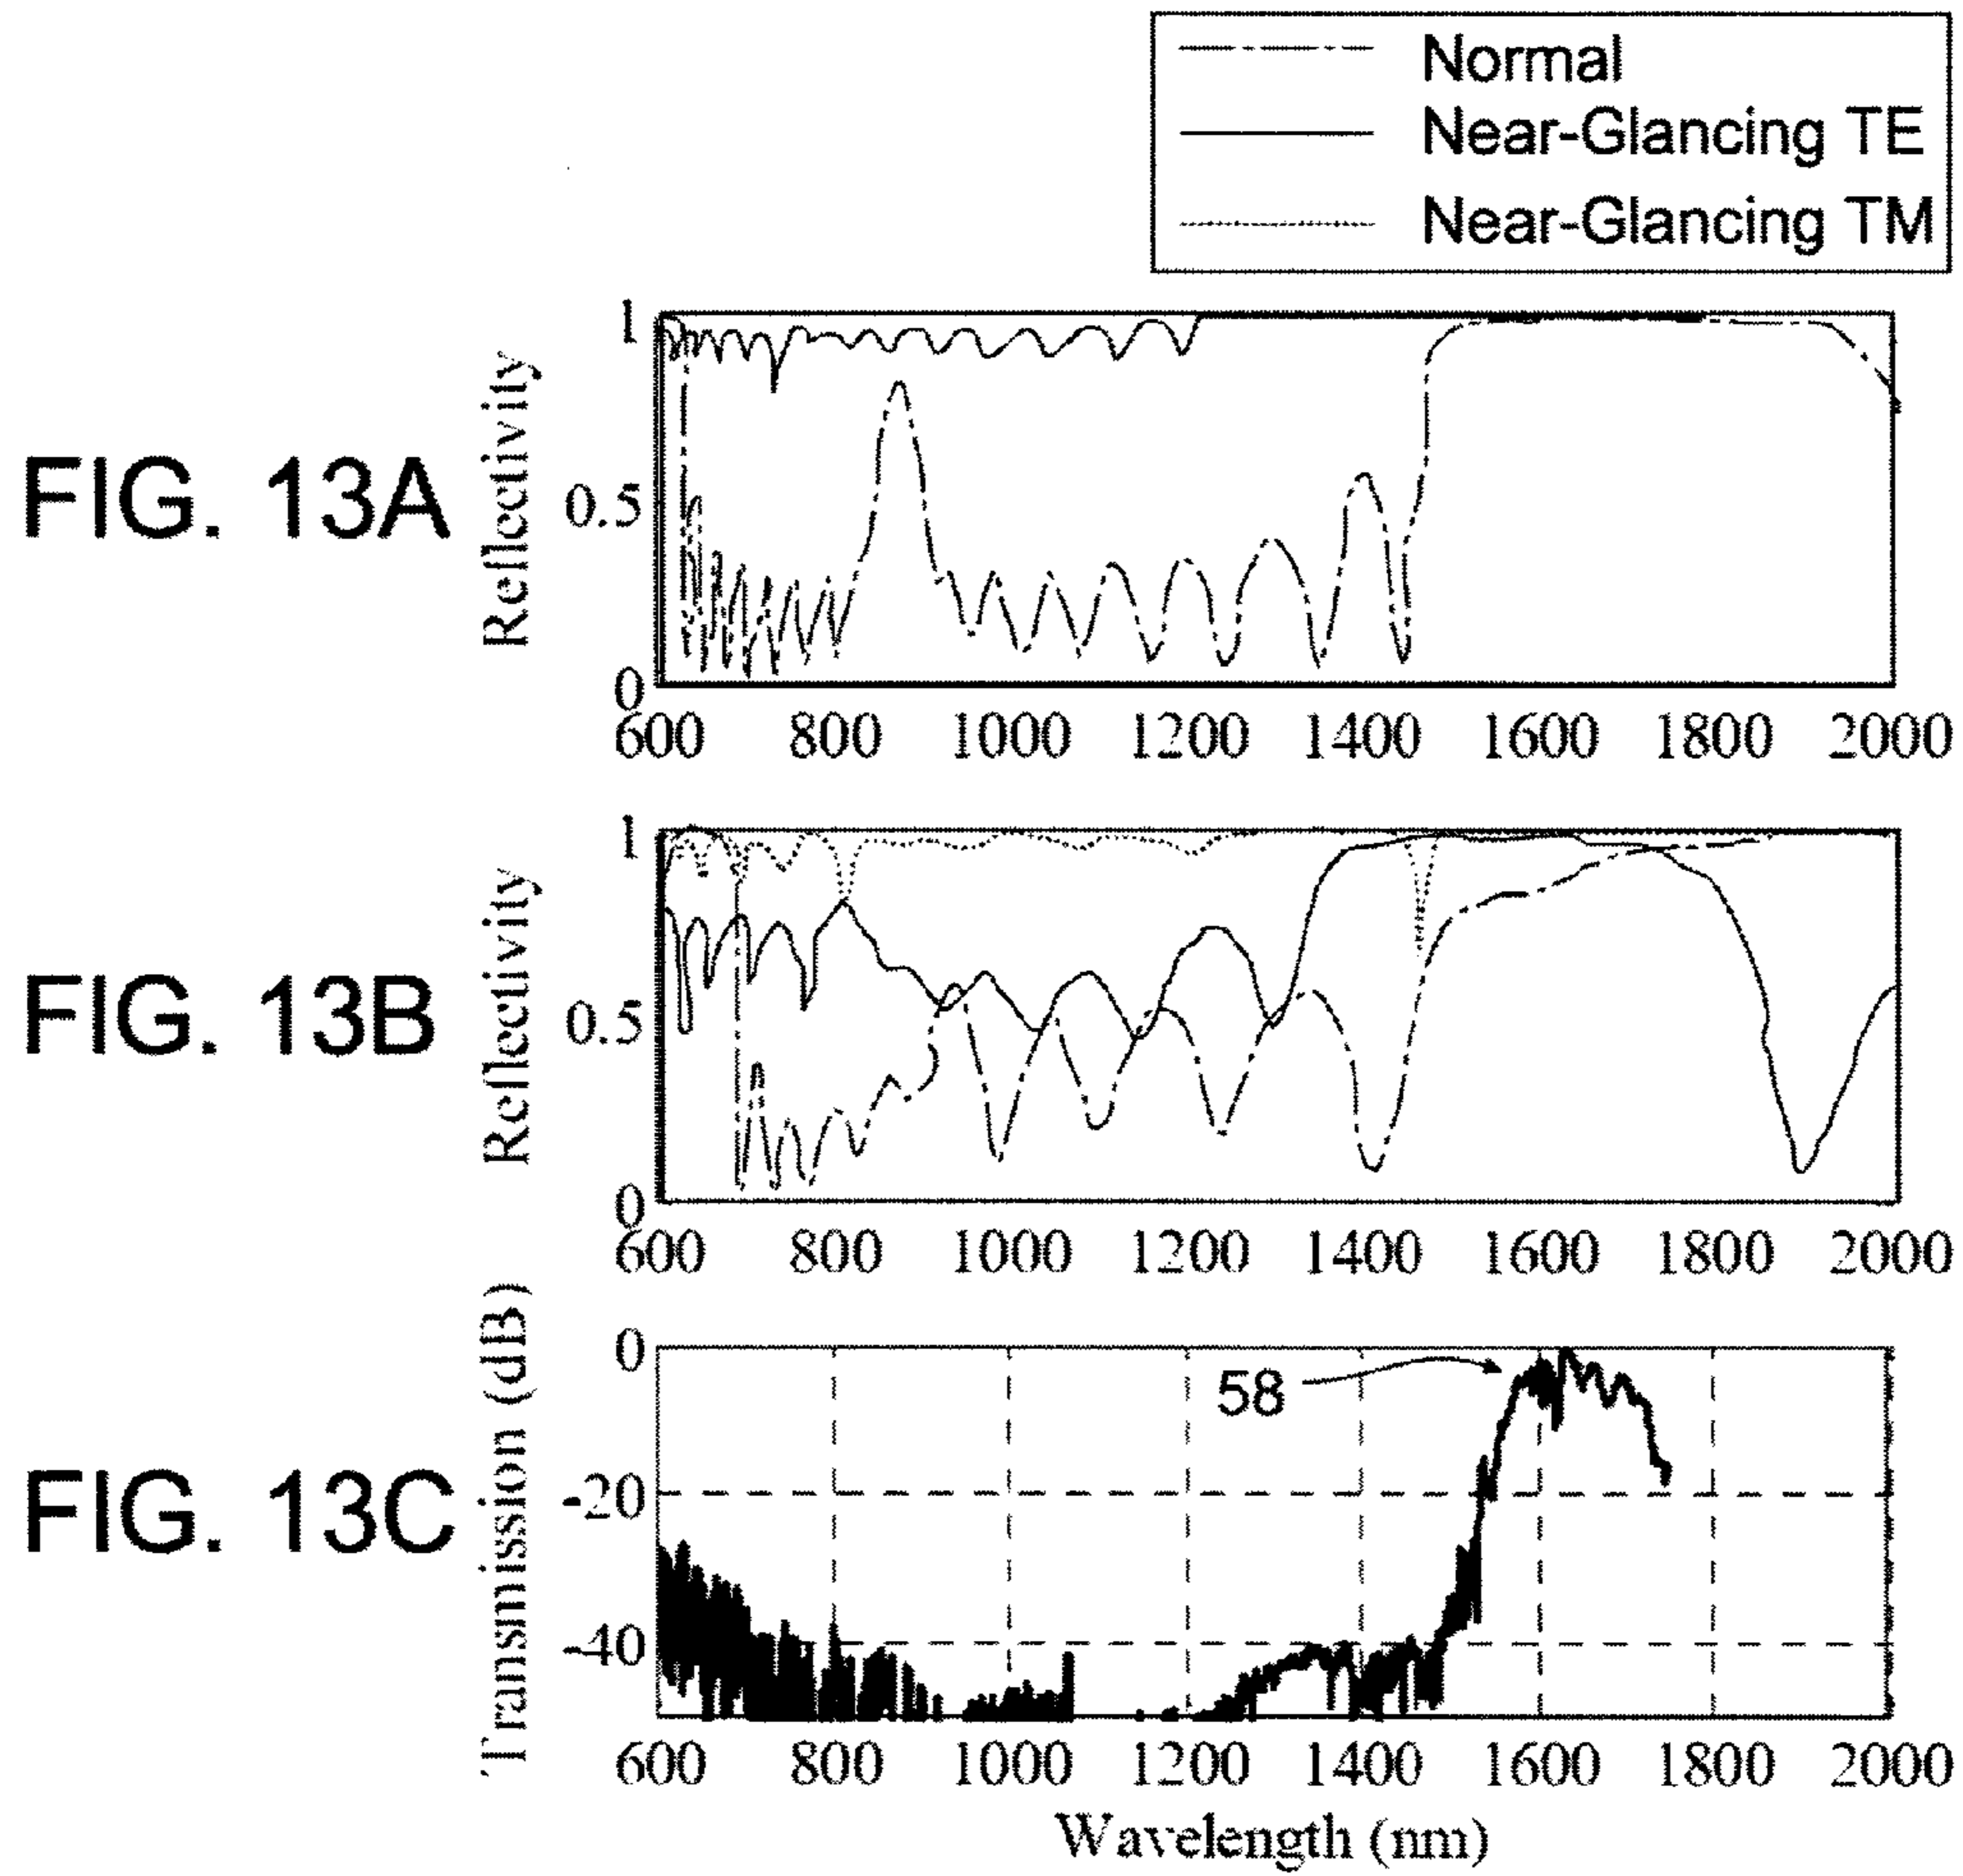 Normal
Near-Glancing TE
Near-Glancing TM
FIG. 13A
Reflectivity
1
0.5
0
600 800 1000 1200 1400 1600 1800 2000
FIG. 13B
Reflectivity
1
0.5
0
600 800 1000 1200 1400 1600 1800 2000
FIG. 13C
Transmission (dB)
0
-20
-40
58
600 800 1000 1200 1400 1600 1800 2000
Wavelength (nm)